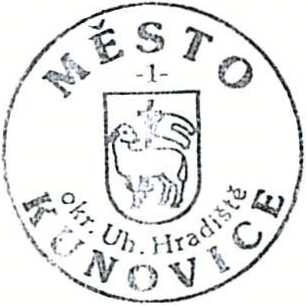 MĚSTO
-1-
okr. Uh. Hradiště
KUNOVICE